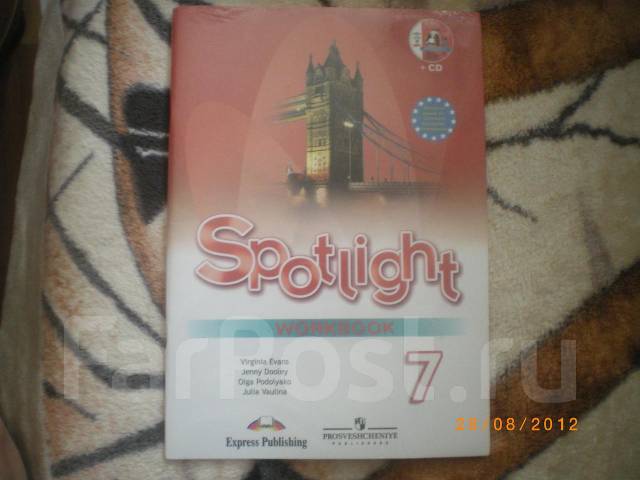 + CD
Spotlight
WORKBOOK
7
Virginia Evans
Jenny Dooley
Olga Podolyako
Julia Vaulina
Express Publishing
PROSVESHCHENIYE
PUBLISHERS
FarPost.ru
28/08/2012